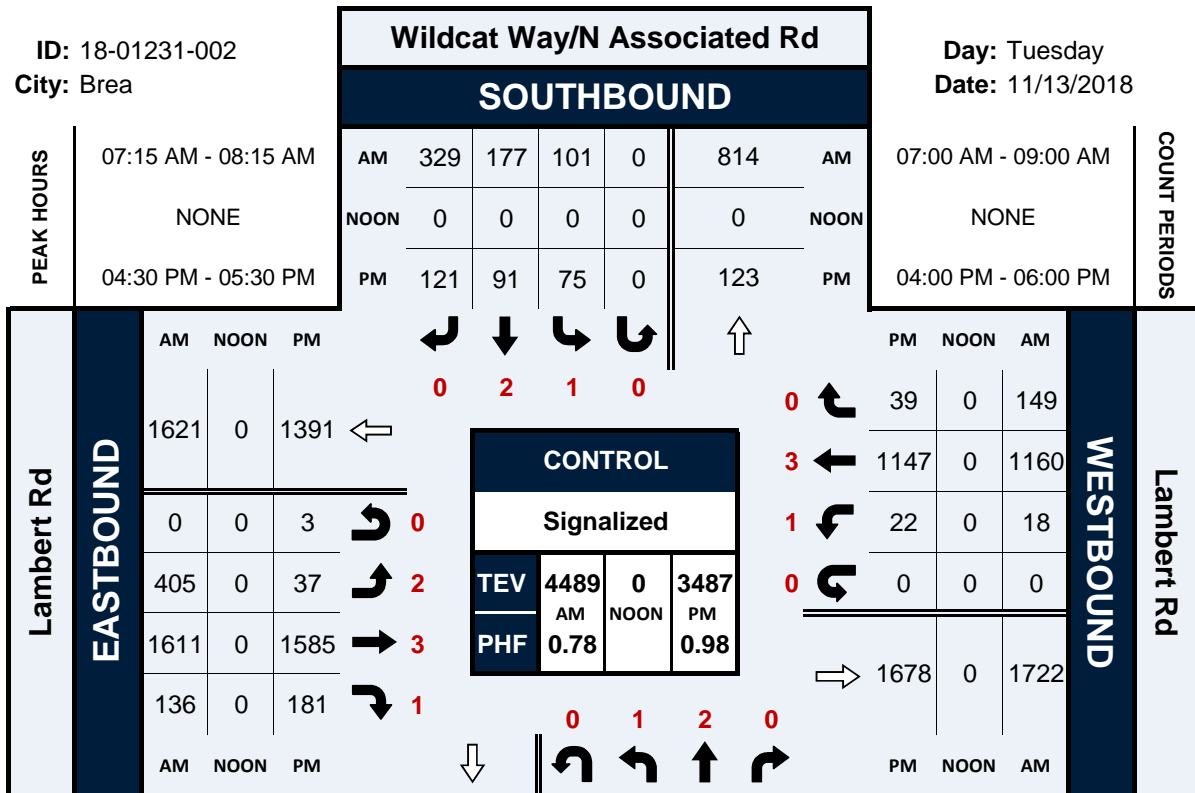 ID: 18-01231-002
City: Brea
Wildcat Way/N Associated Rd
SOUTHBOUND
Day: Tuesday
Date: 11/13/2018
PEAK HOURS
07:15 AM - 08:15 AM
NONE
04:30 PM - 05:30 PM
AM 329 177 101 0 814 AM
NOON 0 0 0 0 0 NOON
PM 121 91 75 0 123 PM
07:00 AM - 09:00 AM
NONE
04:00 PM - 06:00 PM
COUNT PERIODS
0 2 1 0
Lambert Rd
EASTBOUND
AM NOON PM
1621 0 1391
0 0 3 0
405 0 37 2
1611 0 1585 3
136 0 181 1
AM NOON PM
CONTROL
Signalized
TEV 4489 0 3487
AM NOON PM
PHF 0.78 0.98
PM NOON AM
0 39 0 149
3 1147 0 1160
1 22 0 18
0 0 0 0
1678 0 1722
PM NOON AM
WESTBOUND
Lambert Rd
0 1 2 0